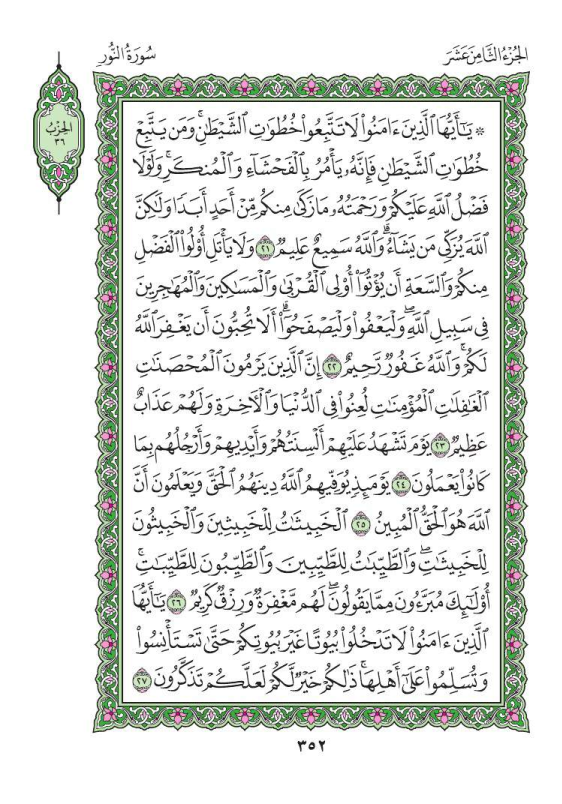 الجُزْءُ الثَّامِنَ عَشَرَ
سُورَةُ النُّور
الحِزْبُ
٣٦
۞ يَٰٓأَيُّهَا ٱلَّذِينَ ءَامَنُوا۟ لَا تَتَّبِعُوا۟ خُطُوَٰتِ ٱلشَّيْطَٰنِ ۚ وَمَن يَتَّبِعْ
خُطُوَٰتِ ٱلشَّيْطَٰنِ فَإِنَّهُۥ يَأْمُرُ بِٱلْفَحْشَآءِ وَٱلْمُنكَرِ ۚ وَلَوْلَا
فَضْلُ ٱللَّهِ عَلَيْكُمْ وَرَحْمَتُهُۥ مَا زَكَىٰ مِنكُم مِّنْ أَحَدٍ أَبَدًا وَلَٰكِنَّ
ٱللَّهَ يُزَكِّى مَن يَشَآءُ ۗ وَٱللَّهُ سَمِيعٌ عَلِيمٌ ٢١ وَلَا يَأْتَلِ أُو۟لُوا۟ ٱلْفَضْلِ
مِنكُمْ وَٱلسَّعَةِ أَن يُؤْتُوٓا۟ أُو۟لِى ٱلْقُرْبَىٰ وَٱلْمَسَٰكِينَ وَٱلْمُهَٰجِرِينَ
فِى سَبِيلِ ٱللَّهِ ۖ وَلْيَعْفُوا۟ وَلْيَصْفَحُوٓا۟ ۗ أَلَا تُحِبُّونَ أَن يَغْفِرَ ٱللَّهُ
لَكُمْ ۗ وَٱللَّهُ غَفُورٌ رَّحِيمٌ ٢٢ إِنَّ ٱلَّذِينَ يَرْمُونَ ٱلْمُحْصَنَٰتِ
ٱلْغَٰفِلَٰتِ ٱلْمُؤْمِنَٰتِ لُعِنُوا۟ فِى ٱلدُّنْيَا وَٱلْءَاخِرَةِ وَلَهُمْ عَذَابٌ
عَظِيمٌ ٢٣ يَوْمَ تَشْهَدُ عَلَيْهِمْ أَلْسِنَتُهُمْ وَأَيْدِيهِمْ وَأَرْجُلُهُم بِمَا
كَانُوا۟ يَعْمَلُونَ ٢٤ يَوْمَئِذٍ يُوَفِّيهِمُ ٱللَّهُ دِينَهُمُ ٱلْحَقَّ وَيَعْلَمُونَ أَنَّ
ٱللَّهَ هُوَ ٱلْحَقُّ ٱلْمُبِينُ ٢٥ ٱلْخَبِيثَٰتُ لِلْخَبِيثِينَ وَٱلْخَبِيثُونَ
لِلْخَبِيثَٰتِ ۖ وَٱلطَّيِّبَٰتُ لِلطَّيِّبِينَ وَٱلطَّيِّبُونَ لِلطَّيِّبَٰتِ ۚ
أُو۟لَٰٓئِكَ مُبَرَّءُونَ مِمَّا يَقُولُونَ ۖ لَهُم مَّغْفِرَةٌ وَرِزْقٌ كَرِيمٌ ٢٦ يَٰٓأَيُّهَا
ٱلَّذِينَ ءَامَنُوا۟ لَا تَدْخُلُوا۟ بُيُوتًا غَيْرَ بُيُوتِكُمْ حَتَّىٰ تَسْتَأْنِسُوا۟
وَتُسَلِّمُوا۟ عَلَىٰٓ أَهْلِهَا ۚ ذَٰلِكُمْ خَيْرٌ لَّكُمْ لَعَلَّكُمْ تَذَكَّرُونَ ٢٧
٣٥٢